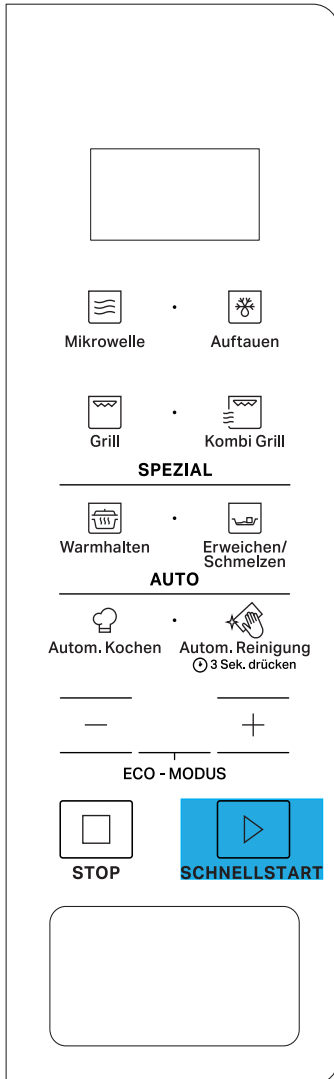 Mikrowelle
Auftauen
Grill
Kombi Grill
SPEZIAL
Warmhalten
Erweichen/
Schmelzen
AUTO
Autom. Kochen
Autom. Reinigung
3 Sek. drücken
ECO - MODUS
STOP
SCHNELLSTART